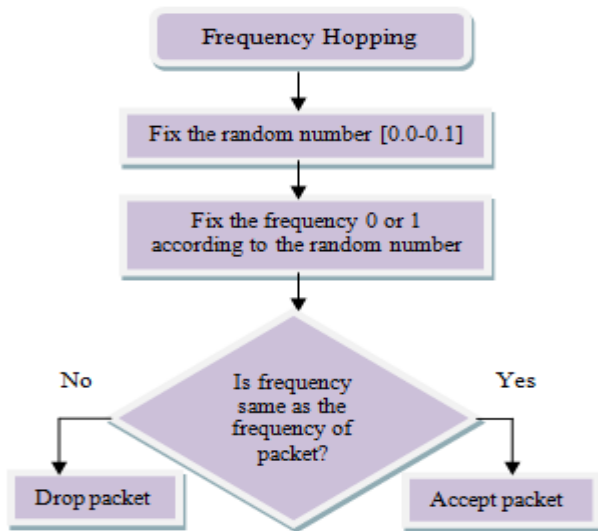 Frequency Hopping
Fix the random number [0.0-0.1]
Fix the frequency 0 or 1
according to the random number
Is frequency
same as the
frequency of
packet?
No
Yes
Drop packet
Accept packet